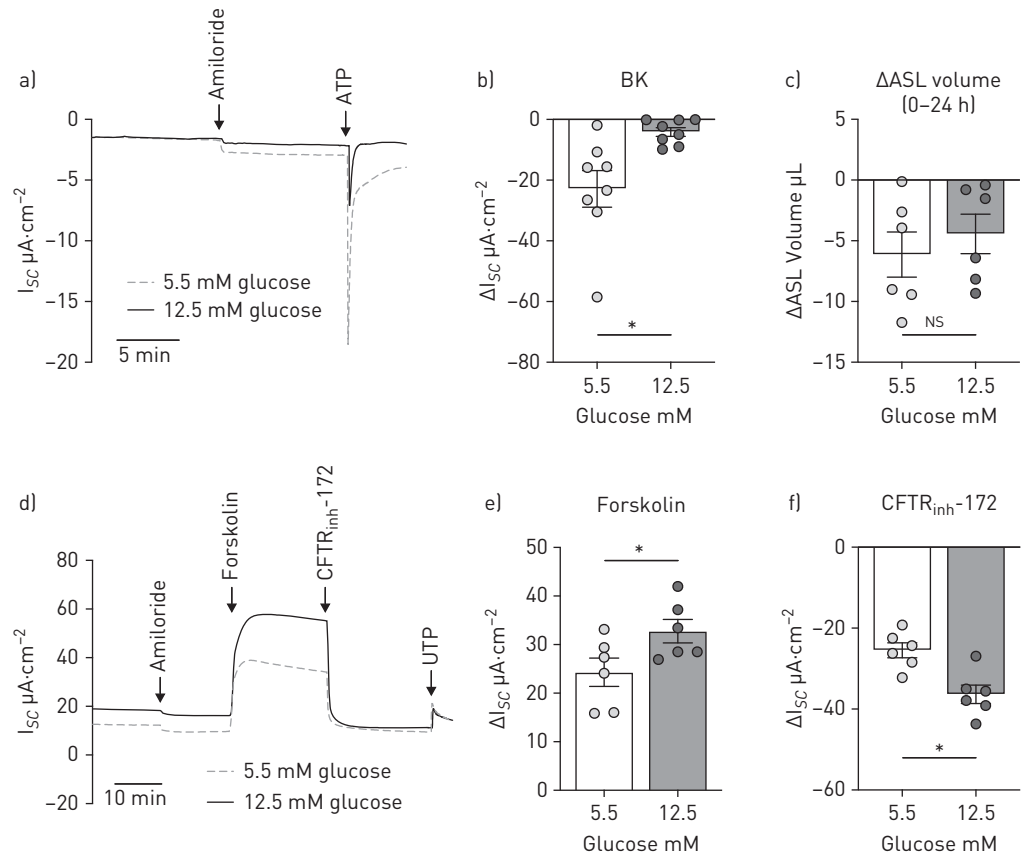 a)
Amiloride
ATP
0
−5
−10
−15
−20
I_SC µA·cm⁻²
5.5 mM glucose
12.5 mM glucose
5 min
b)
BK
0
−20
−40
−60
−80
ΔI_SC µA·cm⁻²
*
5.5
12.5
Glucose mM
c)
ΔASL volume
(0–24 h)
5
0
−5
−10
−15
ΔASL Volume µL
NS
5.5
12.5
Glucose mM
d)
Amiloride
Forskolin
CFTR_inh-172
UTP
80
60
40
20
0
−20
I_SC µA·cm⁻²
5.5 mM glucose
12.5 mM glucose
10 min
e)
Forskolin
50
40
30
20
10
0
ΔI_SC µA·cm⁻²
*
5.5
12.5
Glucose mM
f)
CFTR_inh-172
0
−20
−40
−60
ΔI_SC µA·cm⁻²
*
5.5
12.5
Glucose mM